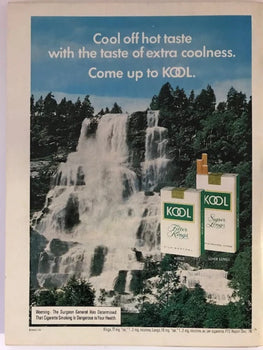 Cool off hot taste
with the taste of extra coolness.
Come up to KOOL.
KOOL
Filter
Kings
KOOL
Super
Longs
Warning: The Surgeon General Has Determined
That Cigarette Smoking Is Dangerous to Your Health.